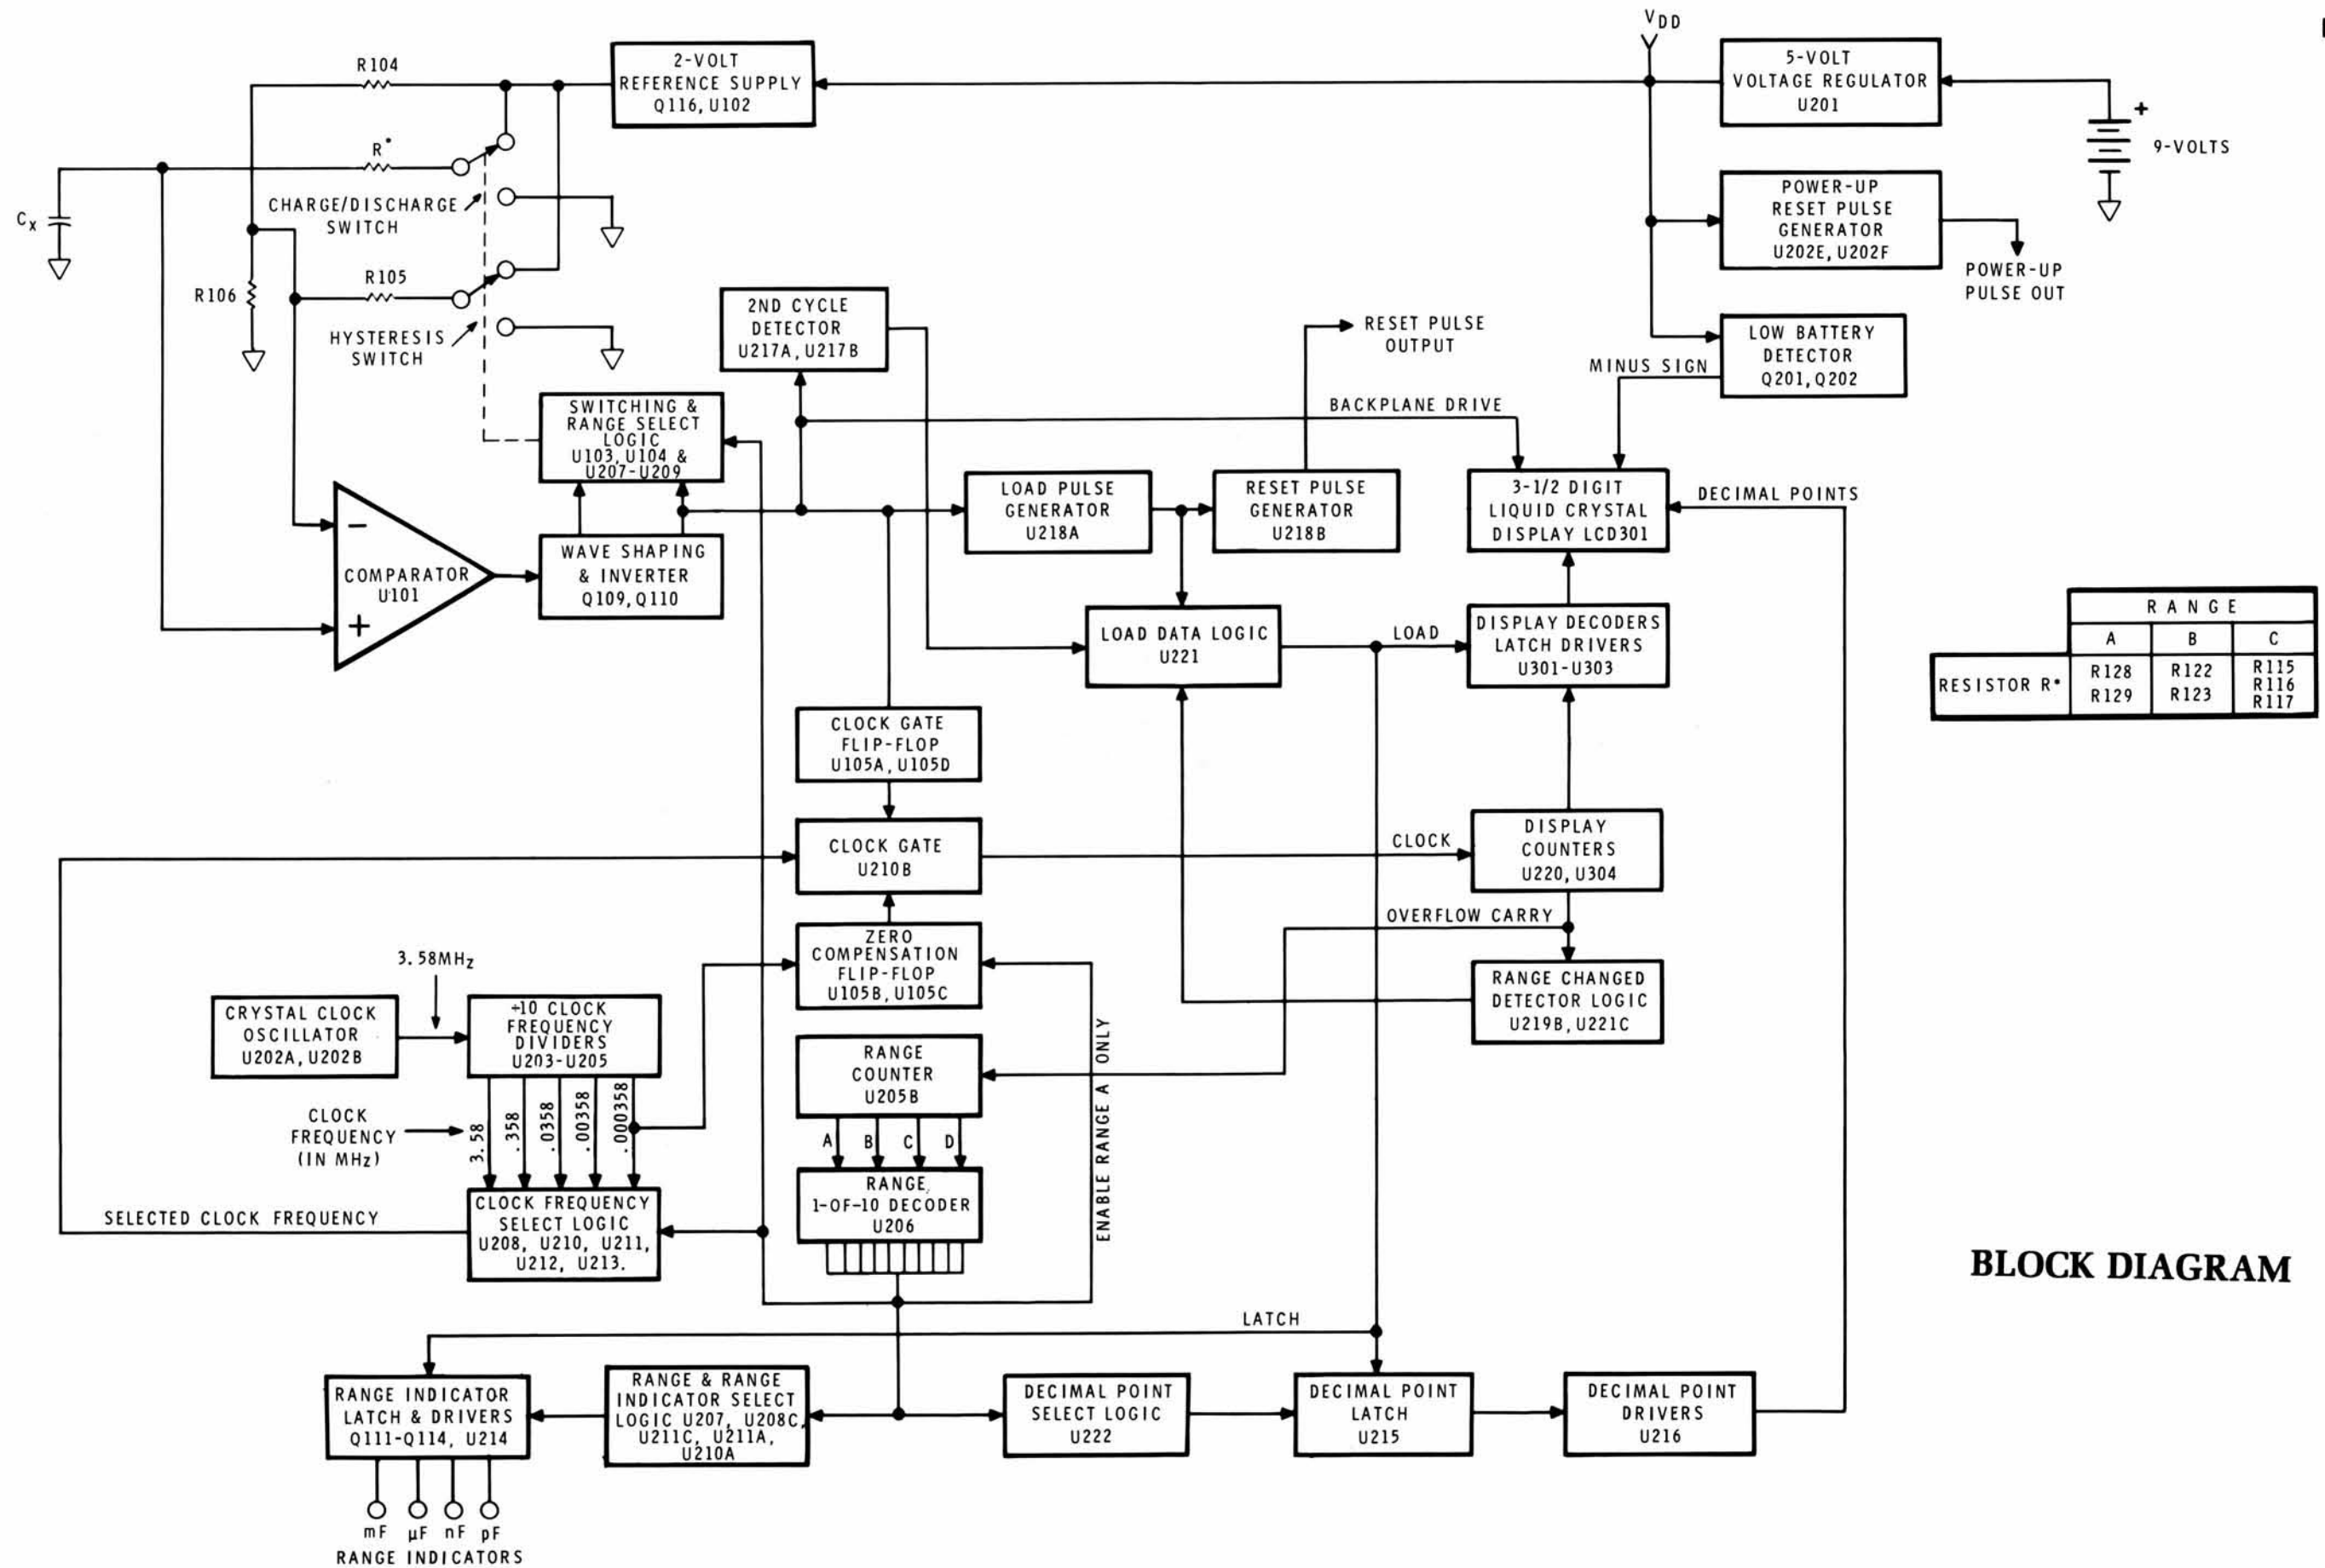 VDD
R104
2-VOLT
REFERENCE SUPPLY
Q116, U102
5-VOLT
VOLTAGE REGULATOR
U201
+
9-VOLTS
R*
Cx
CHARGE/DISCHARGE
SWITCH
POWER-UP
RESET PULSE
GENERATOR
U202E, U202F
POWER-UP
PULSE OUT
R106
R105
HYSTERESIS
SWITCH
2ND CYCLE
DETECTOR
U217A, U217B
RESET PULSE
OUTPUT
LOW BATTERY
DETECTOR
Q201, Q202
MINUS SIGN
BACKPLANE DRIVE
SWITCHING &
RANGE SELECT
LOGIC
U103, U104 &
U207-U209
LOAD PULSE
GENERATOR
U218A
RESET PULSE
GENERATOR
U218B
3-1/2 DIGIT
LIQUID CRYSTAL
DISPLAY LCD301
DECIMAL POINTS
−
COMPARATOR
U101
+
WAVE SHAPING
& INVERTER
Q109, Q110
LOAD DATA LOGIC
U221
LOAD
DISPLAY DECODERS
LATCH DRIVERS
U301-U303
RANGE
A B C
RESISTOR R*
R128
R129
R122
R123
R115
R116
R117
CLOCK GATE
FLIP-FLOP
U105A, U105D
CLOCK GATE
U210B
CLOCK
DISPLAY
COUNTERS
U220, U304
OVERFLOW CARRY
ZERO
COMPENSATION
FLIP-FLOP
U105B, U105C
RANGE CHANGED
DETECTOR LOGIC
U219B, U221C
3.58MHz
CRYSTAL CLOCK
OSCILLATOR
U202A, U202B
÷10 CLOCK
FREQUENCY
DIVIDERS
U203-U205
RANGE
COUNTER
U205B
ENABLE RANGE A ONLY
CLOCK
FREQUENCY
(IN MHz)
3.58
.358
.0358
.00358
.000358
A B C D
RANGE
1-OF-10 DECODER
U206
SELECTED CLOCK FREQUENCY
CLOCK FREQUENCY
SELECT LOGIC
U208, U210, U211,
U212, U213.
BLOCK DIAGRAM
LATCH
RANGE INDICATOR
LATCH & DRIVERS
Q111-Q114, U214
RANGE & RANGE
INDICATOR SELECT
LOGIC U207, U208C,
U211C, U211A,
U210A
DECIMAL POINT
SELECT LOGIC
U222
DECIMAL POINT
LATCH
U215
DECIMAL POINT
DRIVERS
U216
mF µF nF pF
RANGE INDICATORS